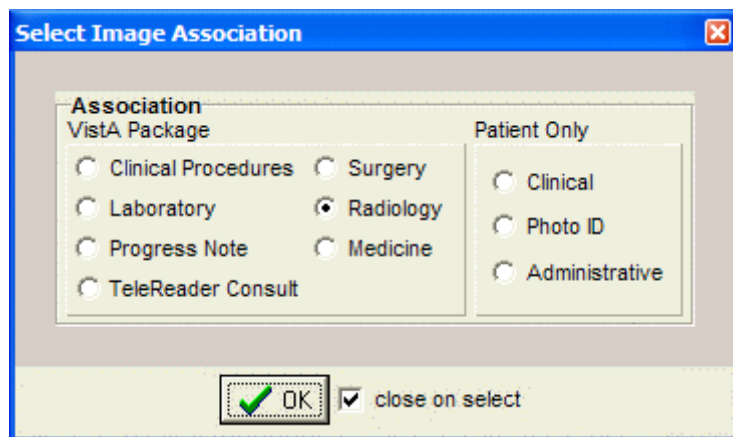 Select Image Association
Association
VistA Package
Patient Only
Clinical Procedures
Surgery
Laboratory
Radiology
Progress Note
Medicine
TeleReader Consult
Clinical
Photo ID
Administrative
OK
close on select